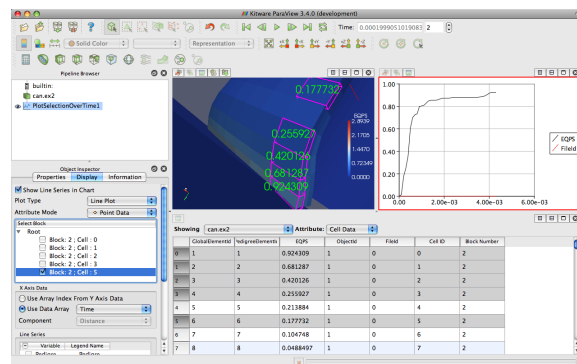 Kitware ParaView 3.4.0 (development)
Time: 0.0001999051019083 2
Solid Color
Representation
Pipeline Browser
builtin:
can.ex2
PlotSelectionOverTime1
Object Inspector
Properties Display Information
Show Line Series in Chart
Plot Type Line Plot
Attribute Mode Point Data
Select Block
Root
Block: 2 ; Cell : 0
Block: 2 ; Cell : 1
Block: 2 ; Cell : 2
Block: 2 ; Cell : 3
Block: 2 ; Cell : 5
X Axis Data
Use Array Index From Y Axis Data
Use Data Array Time
Component Distance
Line Series
Variable Legend Name
0.177732
0.255927
0.420126
0.681287
0.924309
EQPS
2.8939
2.1705
1.4470
0.72349
0.0000
1.00
0.80
0.60
0.40
0.20
0.00
2.00e-03 4.00e-03 6.00e-03
EQPS
FileId
Showing can.ex2 Attribute: Cell Data
GlobalElementId PedigreeElementId EQPS ObjectId FileId Cell ID Block Number
0 1 1 0.924309 1 0 0 2
1 2 2 0.681287 1 0 1 2
2 3 3 0.420126 1 0 2 2
3 4 4 0.255927 1 0 3 2
4 5 5 0.213884 1 0 4 2
5 6 6 0.177732 1 0 5 2
6 7 7 0.104748 1 0 6 2
7 8 8 0.0488497 1 0 7 2